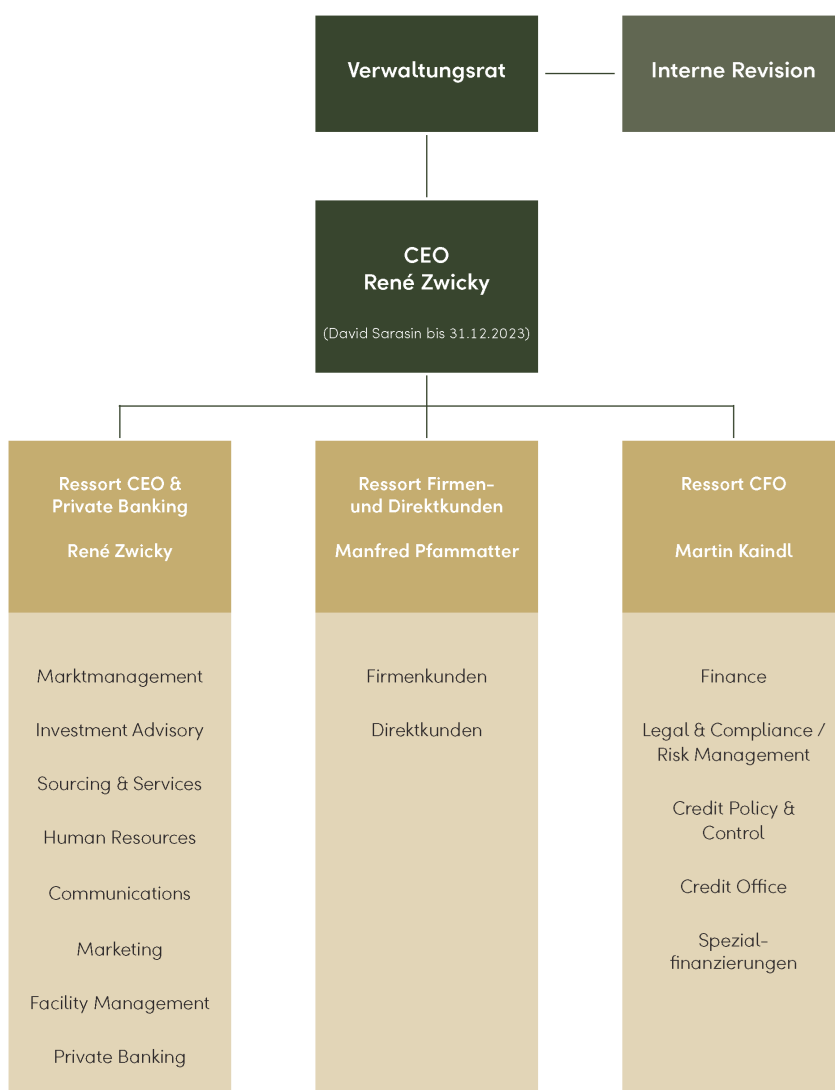 Verwaltungsrat
Interne Revision
CEO
René Zwicky
(David Sarasin bis 31.12.2023)
Ressort CEO &
Private Banking
René Zwicky
Marktmanagement
Investment Advisory
Sourcing & Services
Human Resources
Communications
Marketing
Facility Management
Private Banking
Ressort Firmen-
und Direktkunden
Manfred Pfammatter
Firmenkunden
Direktkunden
Ressort CFO
Martin Kaindl
Finance
Legal & Compliance /
Risk Management
Credit Policy &
Control
Credit Office
Spezial-
finanzierungen